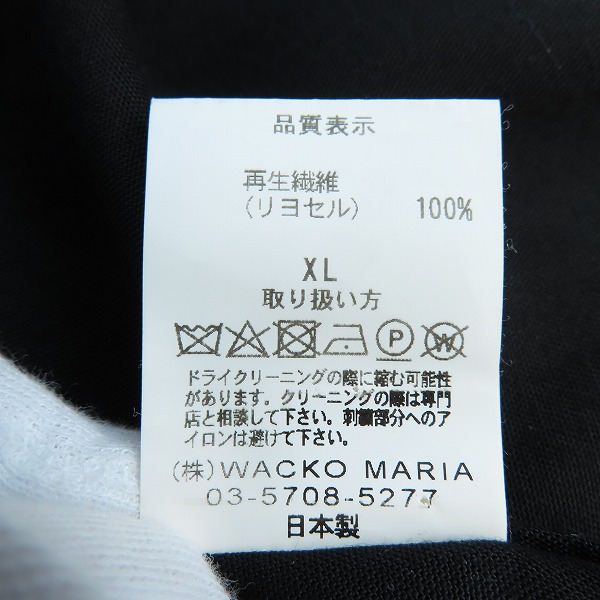 品質表示
再生繊維
(リヨセル) 100%
XL
取り扱い方
P W
ドライクリーニングの際に縮む可能性
があります。クリーニングの際は専門
店と相談して下さい。刺繍部分へのア
イロンは避けて下さい。
(株)WACKO MARIA
03-5708-5277
日本製